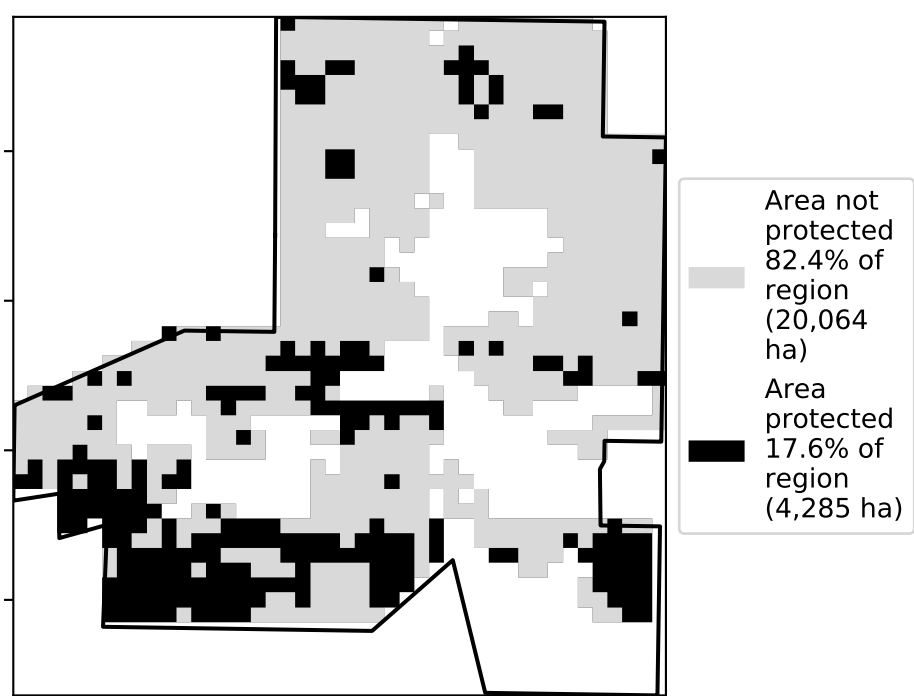 Area not
protected
82.4% of
region
(20,064
ha)
Area
protected
17.6% of
region
(4,285 ha)